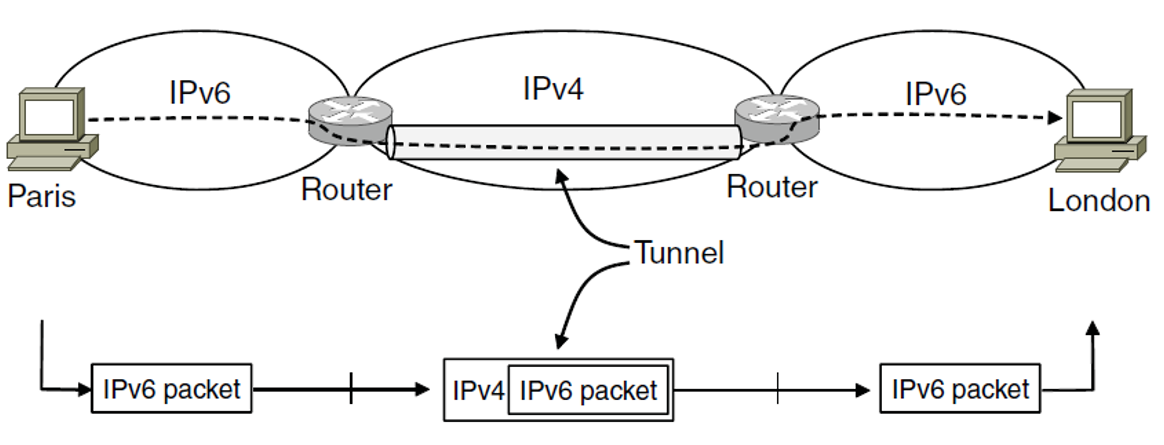 IPv6
IPv4
IPv6
Paris
Router
Router
London
Tunnel
IPv6 packet
IPv4 IPv6 packet
IPv6 packet